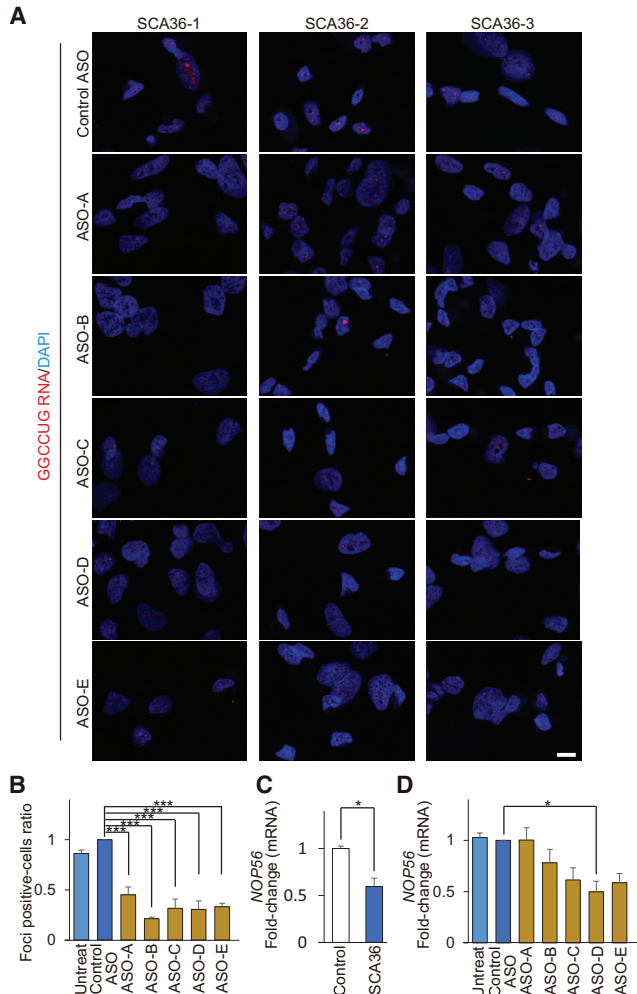 A
SCA36-1 SCA36-2 SCA36-3
GGCCUG RNA/DAPI
Control ASO
ASO-A
ASO-B
ASO-C
ASO-D
ASO-E
B
Foci positive-cells ratio
1
0.5
0
***
***
***
***
***
Untreat
Control
ASO
ASO-A
ASO-B
ASO-C
ASO-D
ASO-E
C
NOP56
Fold-change (mRNA)
1
0.5
0
*
Control
SCA36
D
NOP56
Fold-change (mRNA)
1
0.5
0
*
Untreat
Control
ASO
ASO-A
ASO-B
ASO-C
ASO-D
ASO-E